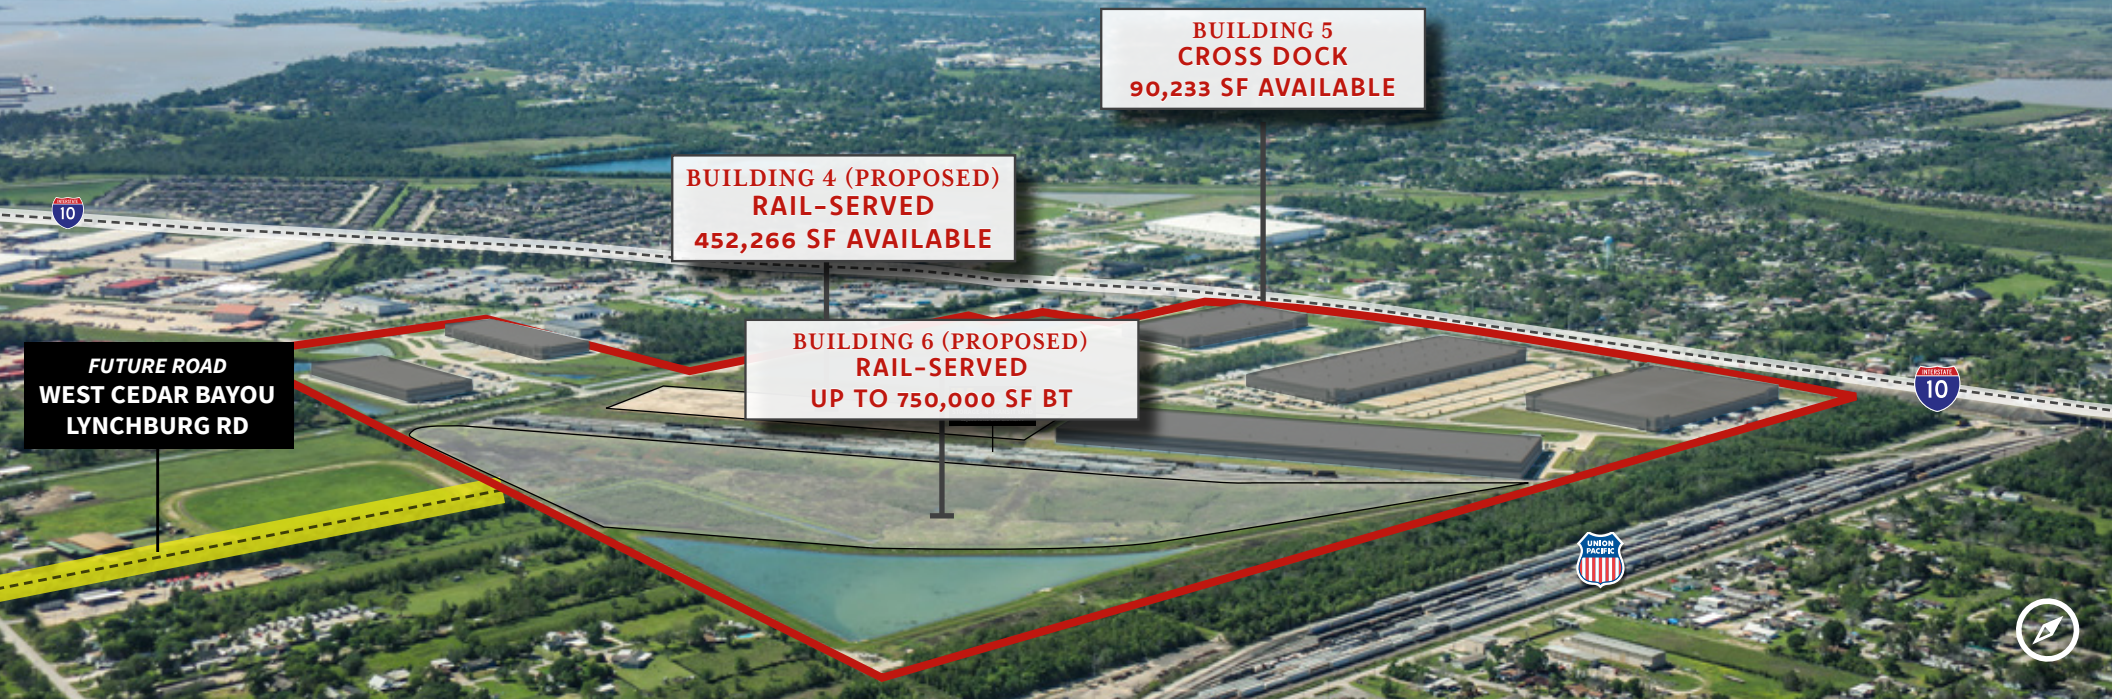 BUILDING 5
CROSS DOCK
90,233 SF AVAILABLE
BUILDING 4 (PROPOSED)
RAIL-SERVED
452,266 SF AVAILABLE
INTERSTATE
10
BUILDING 6 (PROPOSED)
RAIL-SERVED
UP TO 750,000 SF BT
FUTURE ROAD
WEST CEDAR BAYOU
LYNCHBURG RD
INTERSTATE
10
UNION
PACIFIC